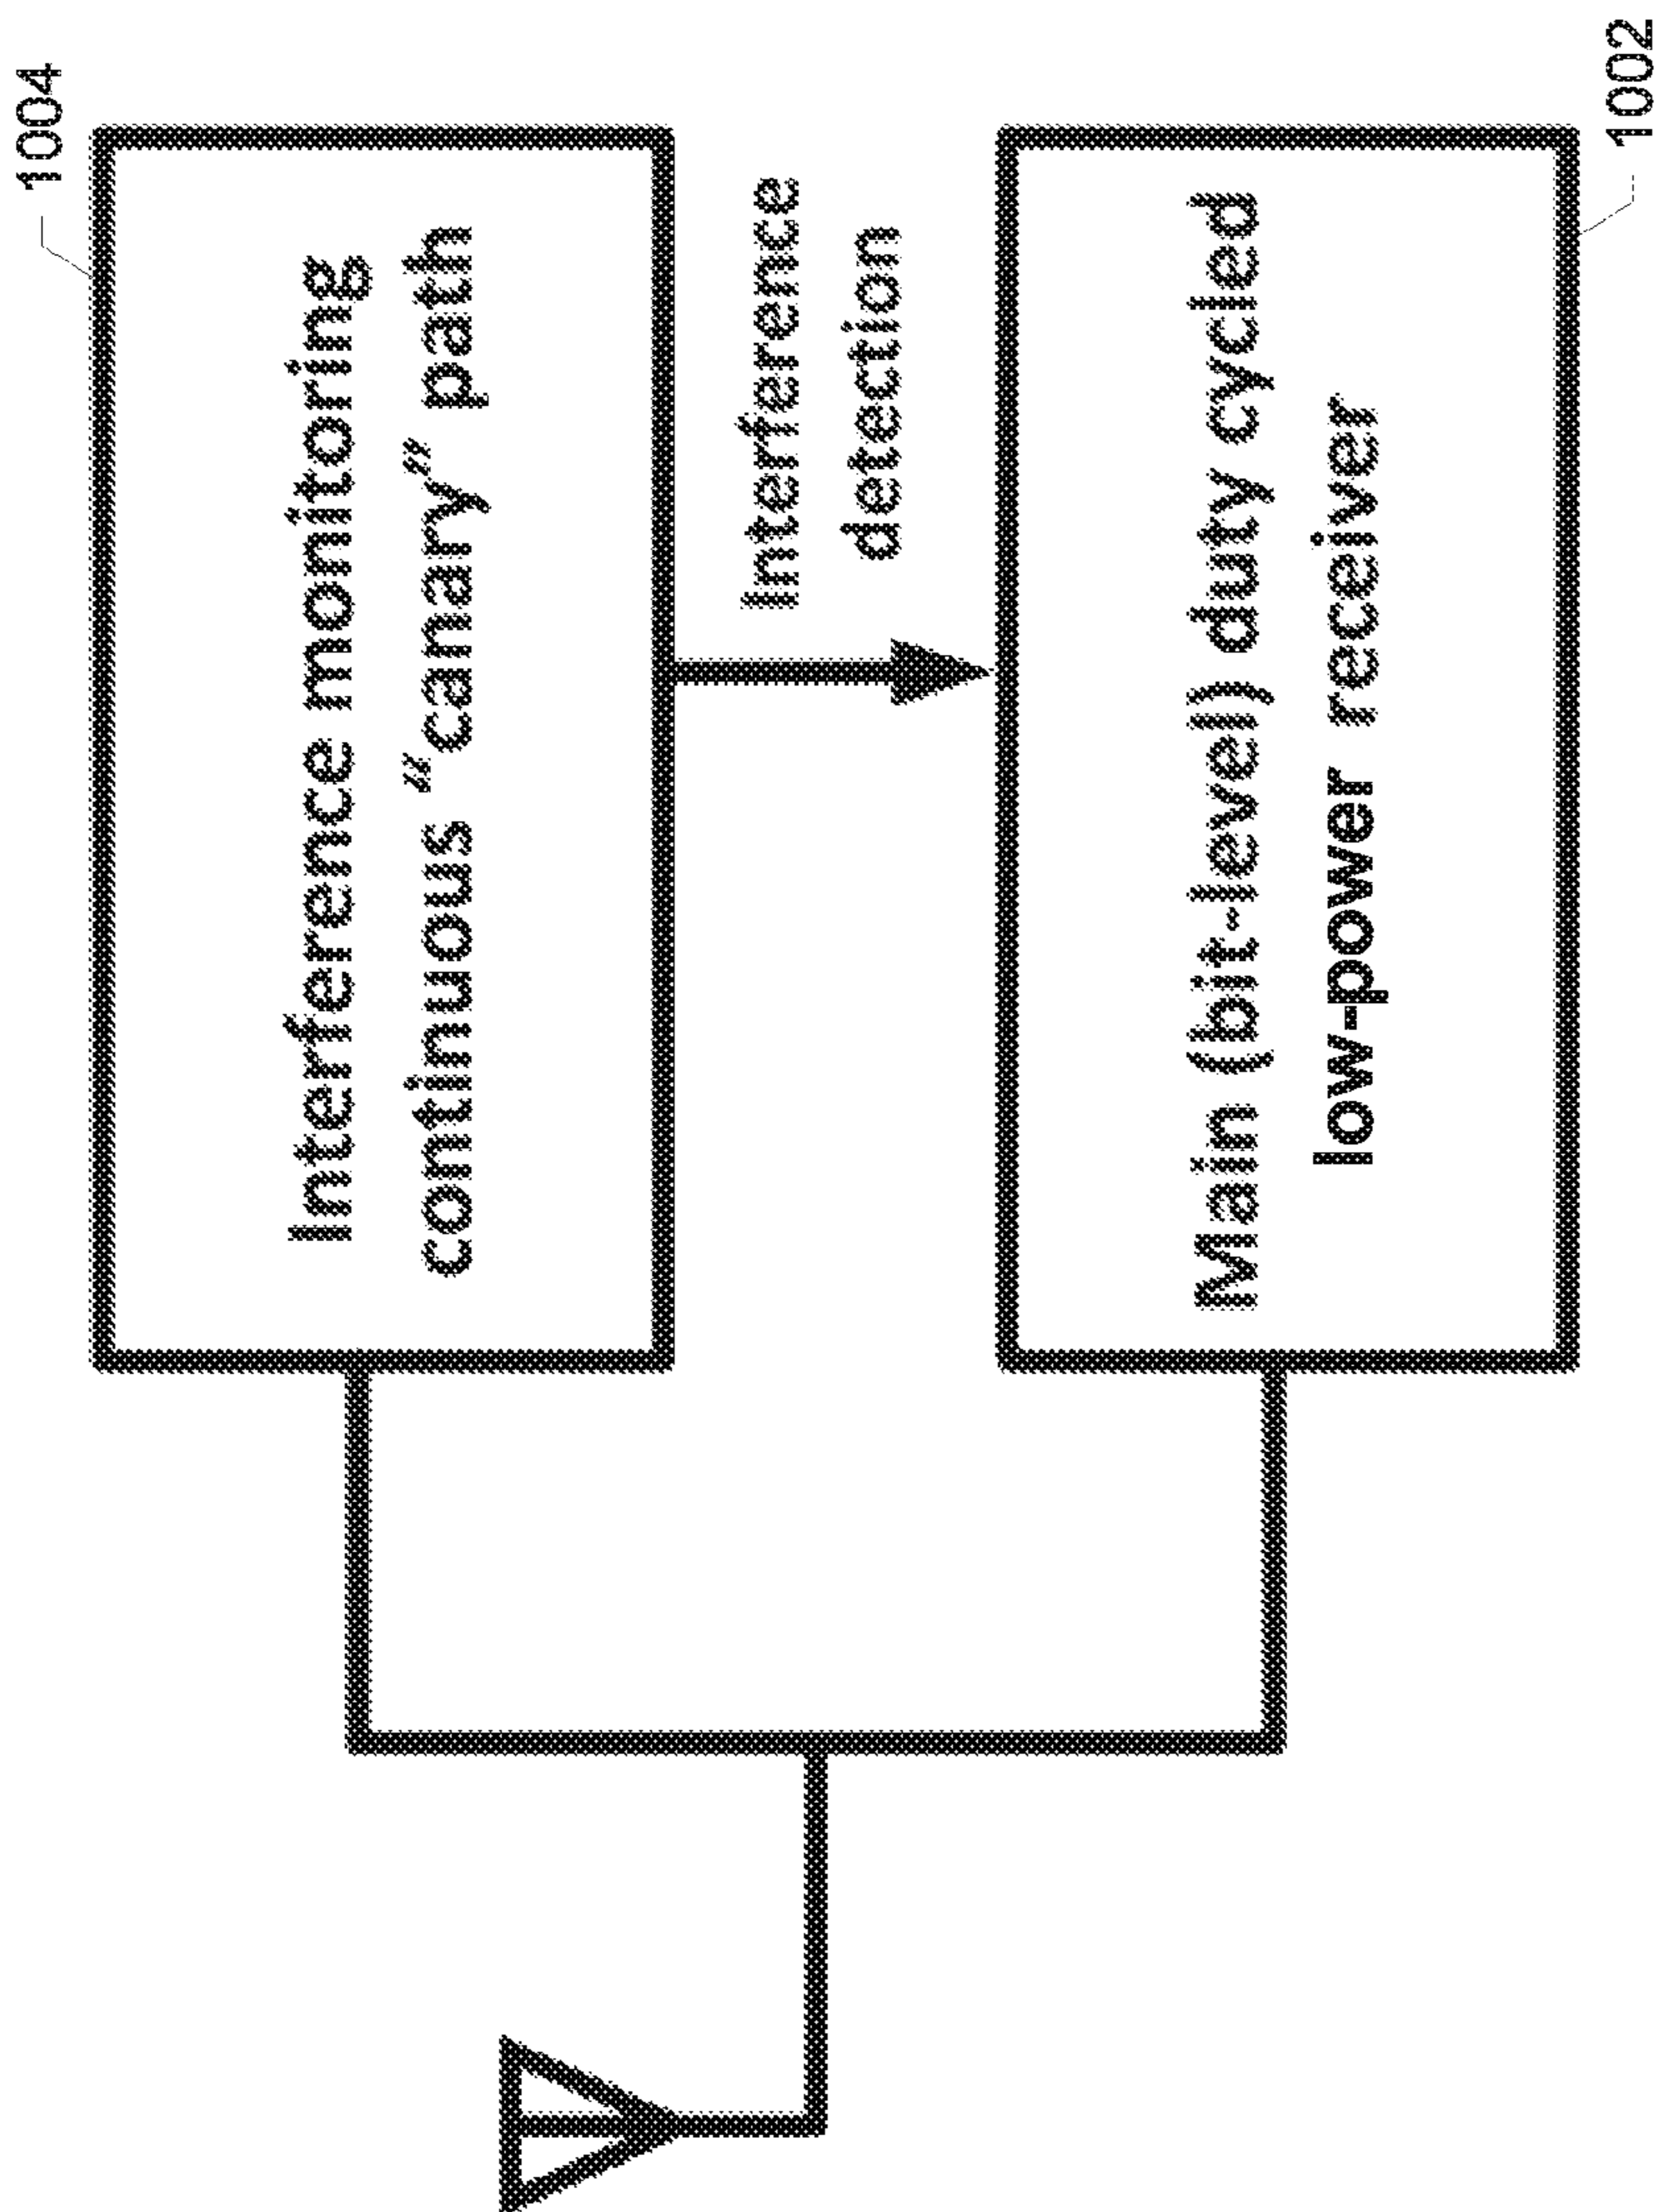 1004
Interference monitoring
continuous “canary” path
Interference
detection
Main (bit-level) duty cycled
low-power receiver
1002